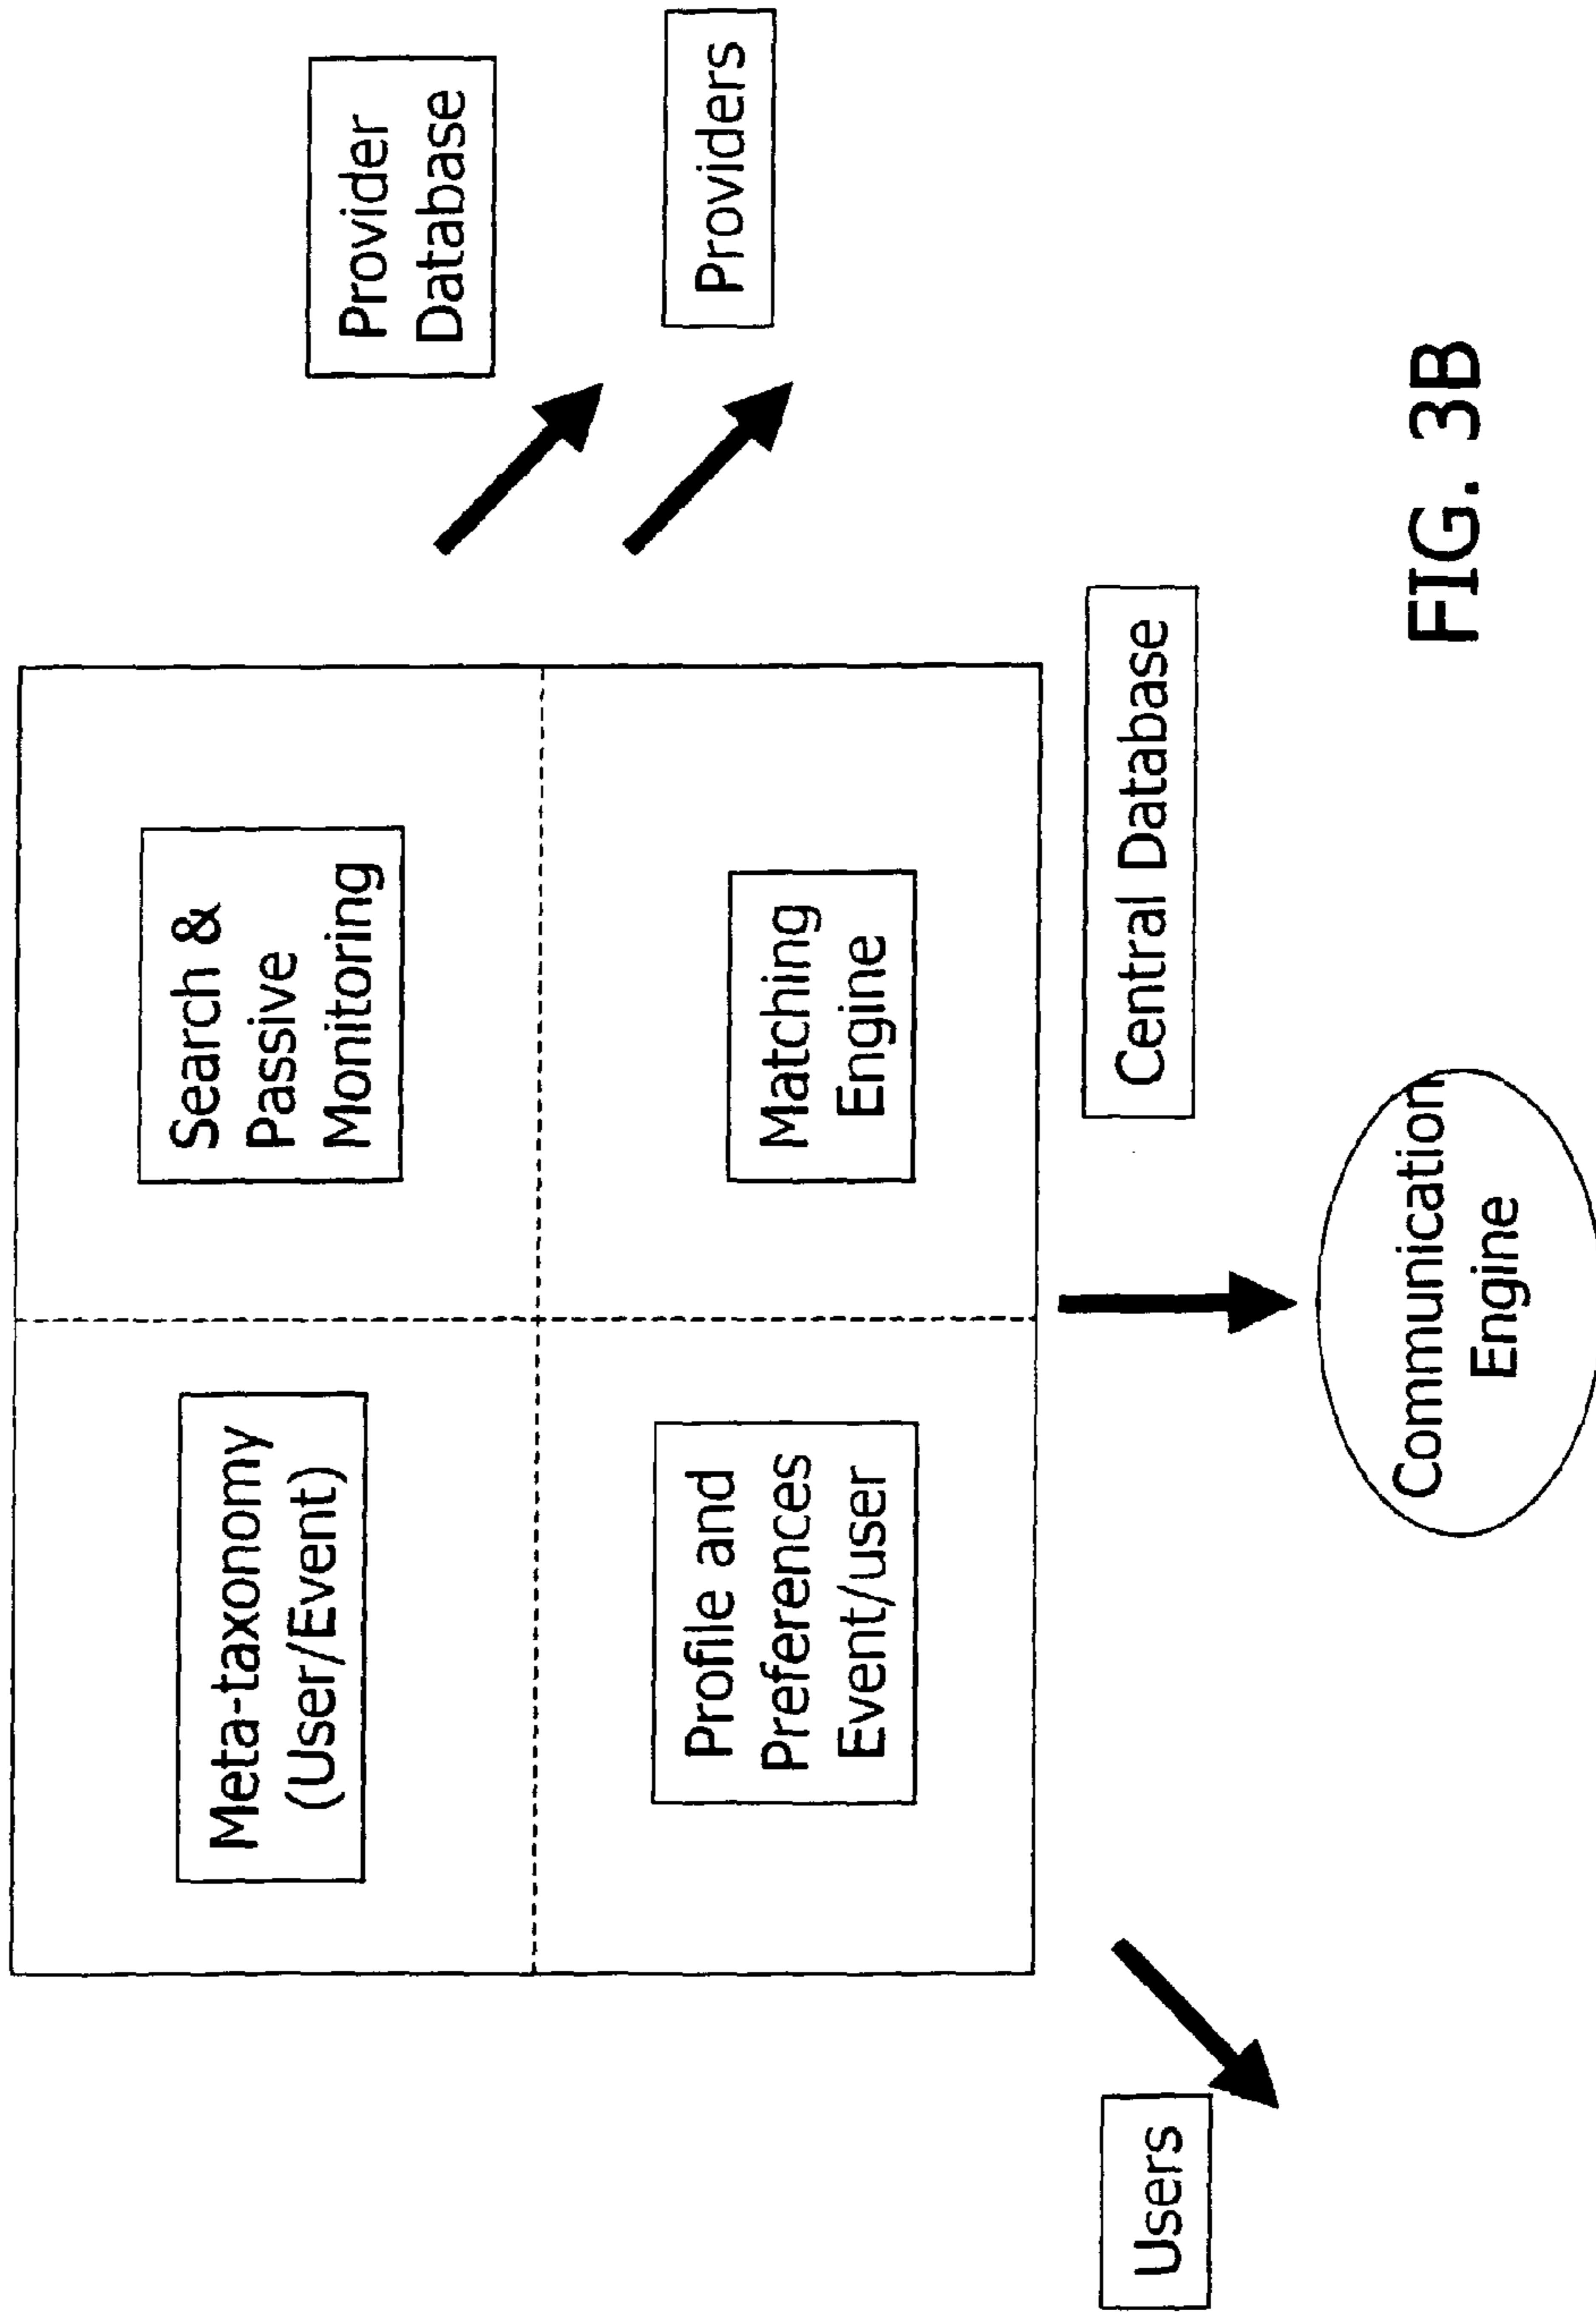 Meta-taxonomy
(User/Event)
Search &
Passive
Monitoring
Provider
Database
Profile and
Preferences
Event/user
Matching
Engine
Providers
Users
Central Database
Communication
Engine
FIG. 3B